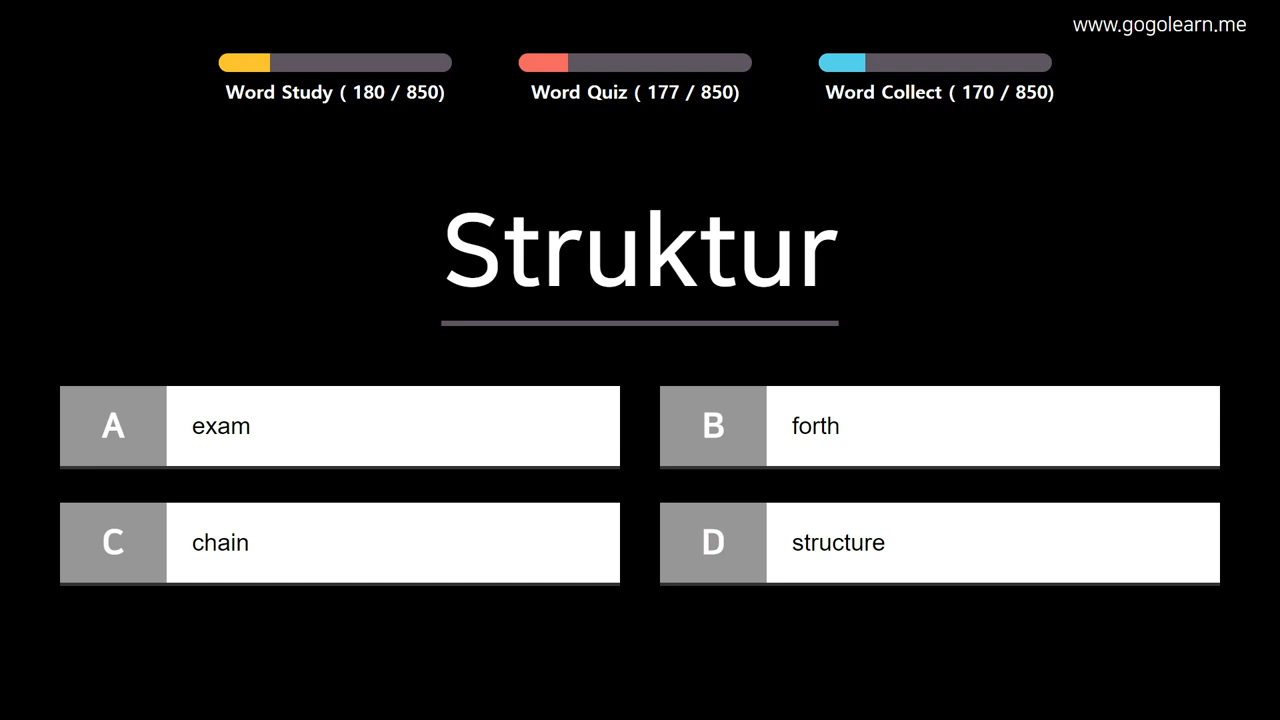 www.gogolearn.me
Word Study ( 180 / 850)
Word Quiz ( 177 / 850)
Word Collect ( 170 / 850)
Struktur
A exam
B forth
C chain
D structure